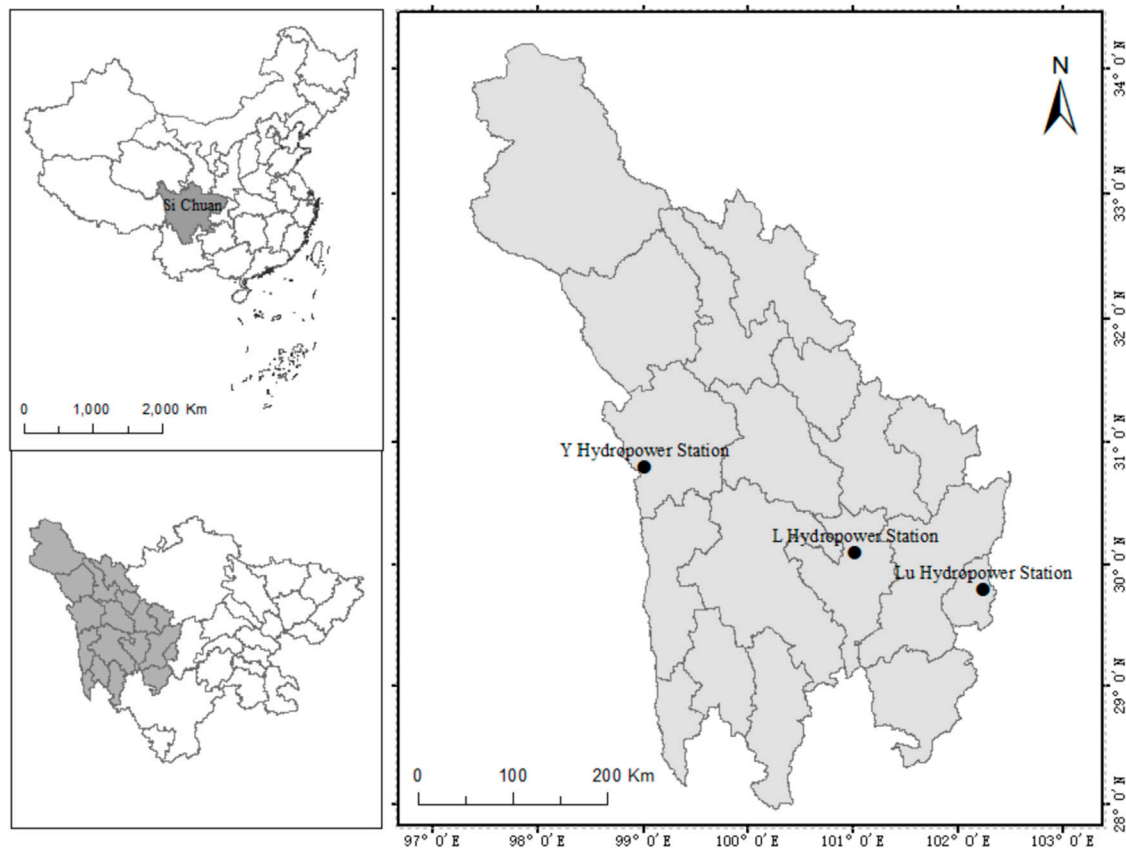 Si Chuan
0 1,000 2,000 Km
N
Y Hydropower Station
L Hydropower Station
Lu Hydropower Station
0 100 200 Km
34° 0′N
33° 0′N
32° 0′N
31° 0′N
30° 0′N
29° 0′N
28° 0′N
97° 0′E 98° 0′E 99° 0′E 100° 0′E 101° 0′E 102° 0′E 103° 0′E